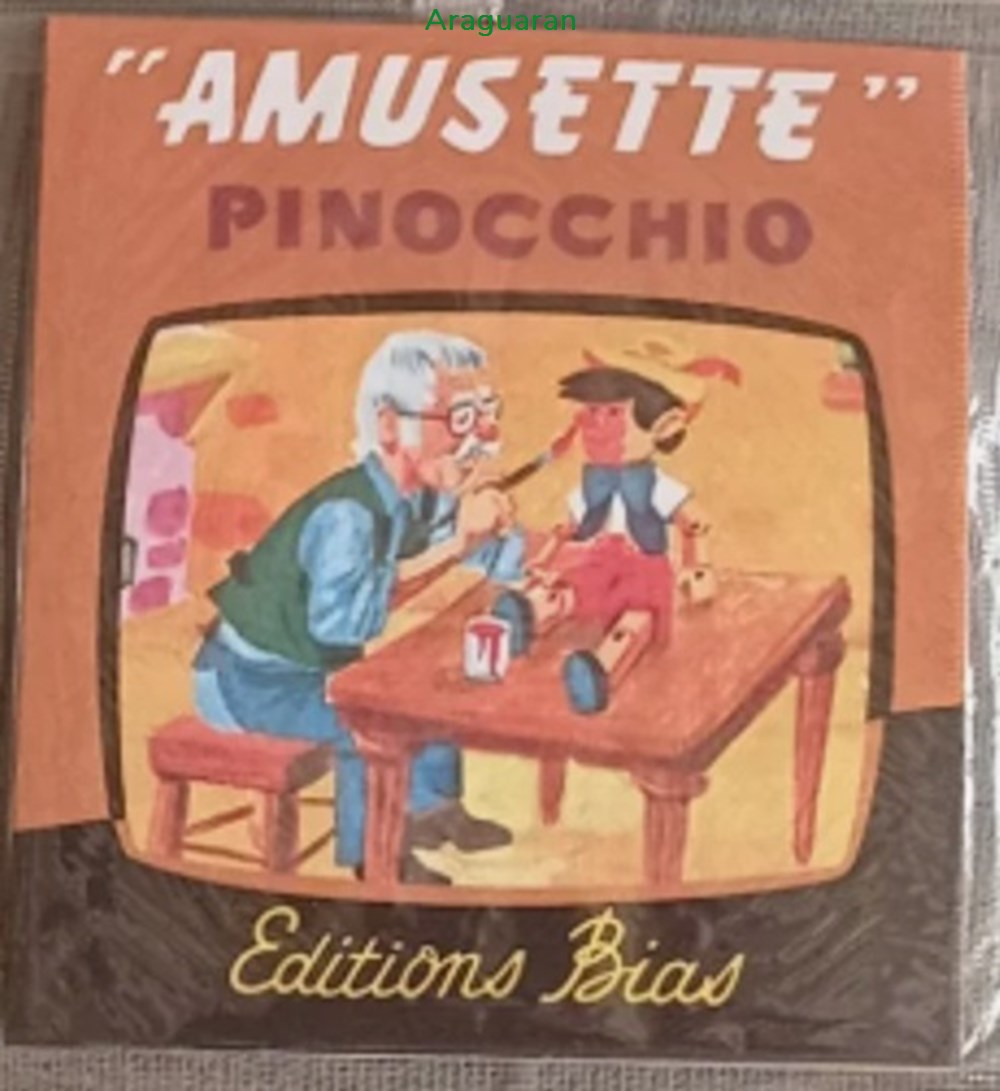 Araguaran
"AMUSETTE"
PINOCCHIO
Editions Bias